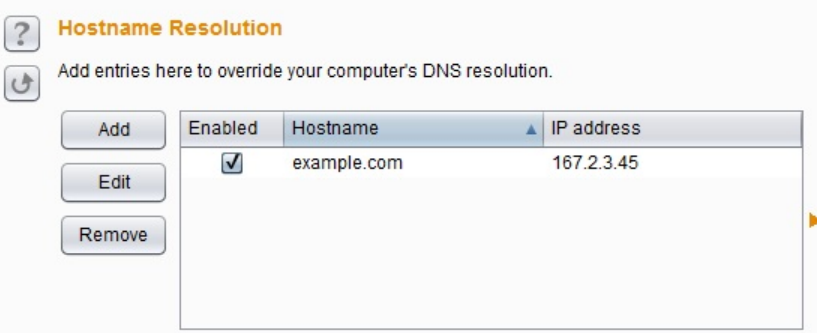 Hostname Resolution
?
Add entries here to override your computer's DNS resolution.
Add
Enabled Hostname IP address
example.com 167.2.3.45
Edit
Remove